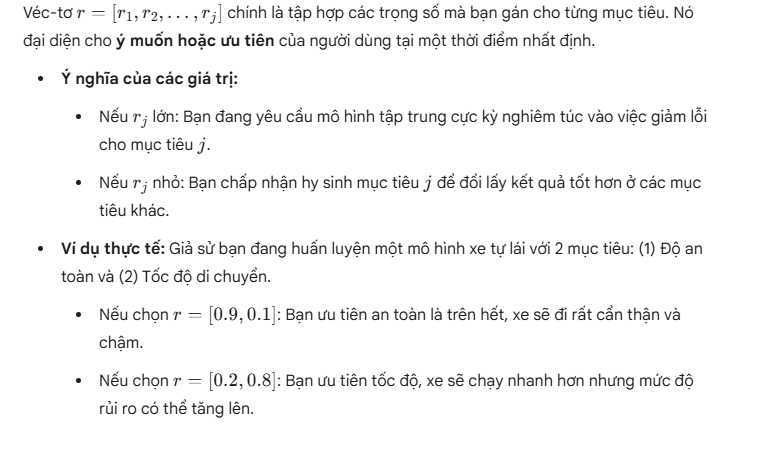 Véc-tơ r = [r₁, r₂, . . . , rⱼ] chính là tập hợp các trọng số mà bạn gán cho từng mục tiêu. Nó
đại diện cho ý muốn hoặc ưu tiên của người dùng tại một thời điểm nhất định.
• Ý nghĩa của các giá trị:
• Nếu rⱼ lớn: Bạn đang yêu cầu mô hình tập trung cực kỳ nghiêm túc vào việc giảm lỗi
cho mục tiêu j.
• Nếu rⱼ nhỏ: Bạn chấp nhận hy sinh mục tiêu j để đổi lấy kết quả tốt hơn ở các mục
tiêu khác.
• Ví dụ thực tế: Giả sử bạn đang huấn luyện một mô hình xe tự lái với 2 mục tiêu: (1) Độ an
toàn và (2) Tốc độ di chuyển.
• Nếu chọn r = [0.9, 0.1]: Bạn ưu tiên an toàn là trên hết, xe sẽ đi rất cẩn thận và
chậm.
• Nếu chọn r = [0.2, 0.8]: Bạn ưu tiên tốc độ, xe sẽ chạy nhanh hơn nhưng mức độ
rủi ro có thể tăng lên.